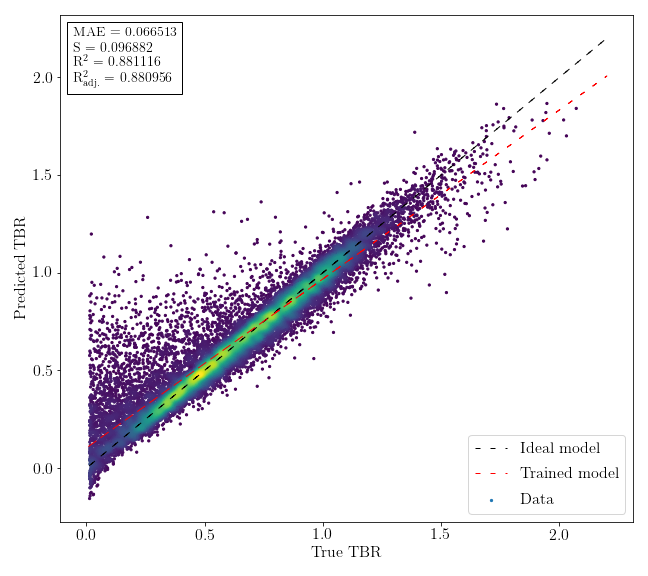 MAE = 0.066513
S = 0.096882
R² = 0.881116
R²adj. = 0.880956
2.0
1.5
1.0
0.5
0.0
Predicted TBR
Ideal model
Trained model
Data
0.0 0.5 1.0 1.5 2.0
True TBR